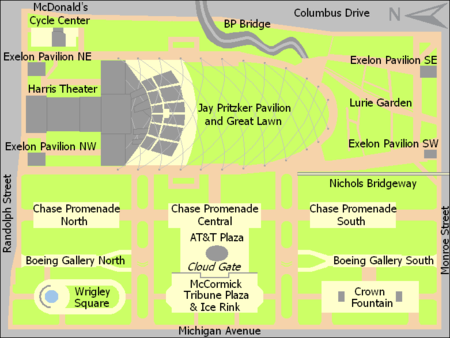 McDonald's
Cycle Center
BP Bridge
Columbus Drive
N
Exelon Pavilion NE
Exelon Pavilion SE
Harris Theater
Jay Pritzker Pavilion
and Great Lawn
Lurie Garden
Exelon Pavilion NW
Exelon Pavilion SW
Nichols Bridgeway
Randolph Street
Monroe Street
Chase Promenade
North
Chase Promenade
Central
Chase Promenade
South
AT&T Plaza
Cloud Gate
Boeing Gallery North
Boeing Gallery South
Wrigley
Square
McCormick
Tribune Plaza
& Ice Rink
Crown
Fountain
Michigan Avenue